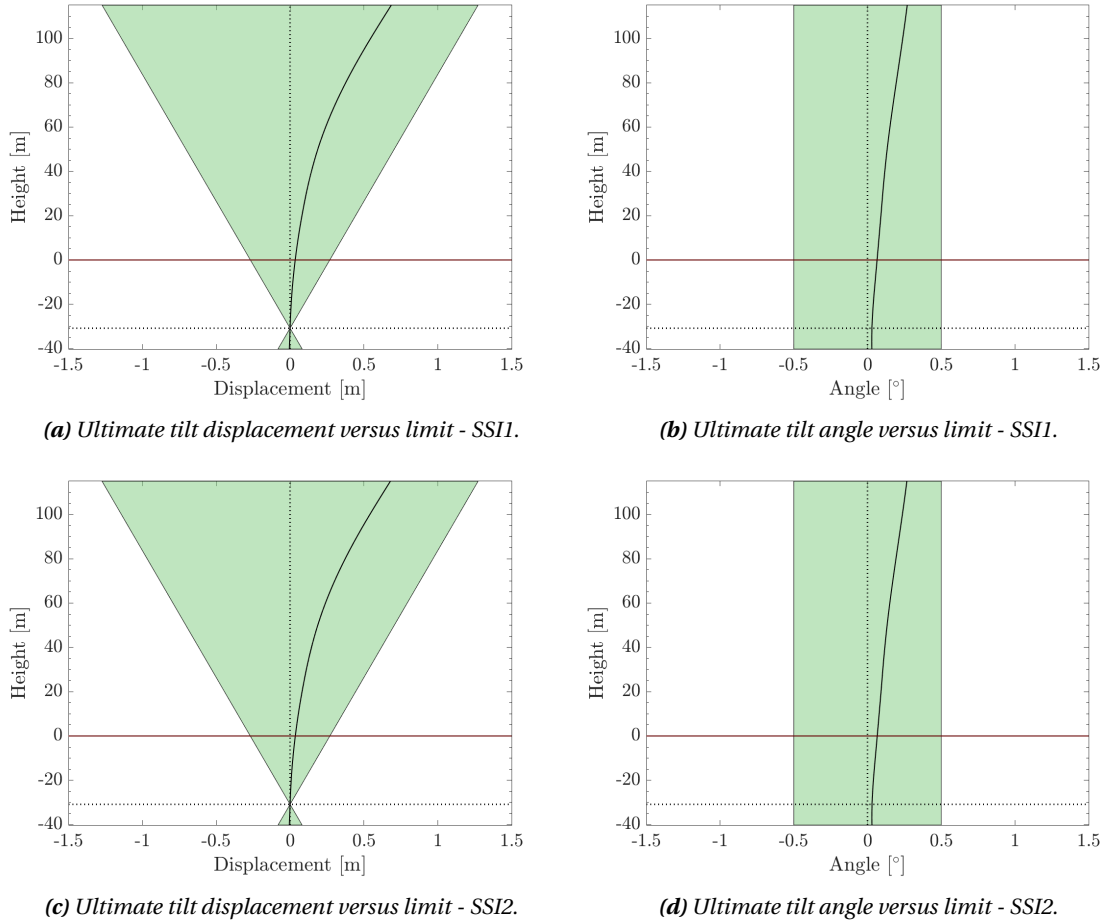 100
80
60
40
20
0
-20
-40
Height [m]
-1.5 -1 -0.5 0 0.5 1 1.5
Displacement [m]
(a) Ultimate tilt displacement versus limit - SSI1.
100
80
60
40
20
0
-20
-40
Height [m]
-1.5 -1 -0.5 0 0.5 1 1.5
Angle [°]
(b) Ultimate tilt angle versus limit - SSI1.
100
80
60
40
20
0
-20
-40
Height [m]
-1.5 -1 -0.5 0 0.5 1 1.5
Displacement [m]
(c) Ultimate tilt displacement versus limit - SSI2.
100
80
60
40
20
0
-20
-40
Height [m]
-1.5 -1 -0.5 0 0.5 1 1.5
Angle [°]
(d) Ultimate tilt angle versus limit - SSI2.